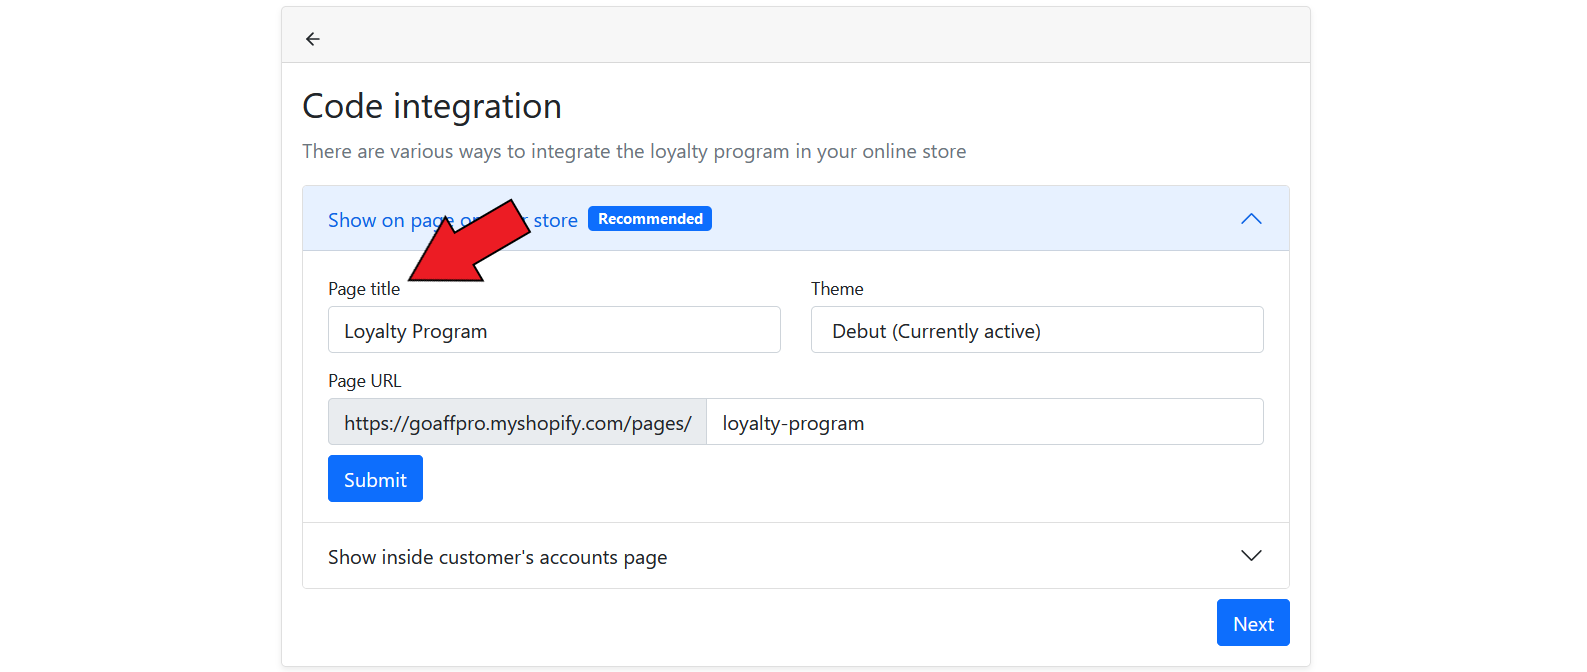 Code integration
There are various ways to integrate the loyalty program in your online store
Show on page store Recommended
Page title
Theme
Loyalty Program
Debut (Currently active)
Page URL
https://goaffpro.myshopify.com/pages/ loyalty-program
Submit
Show inside customer's accounts page
Next